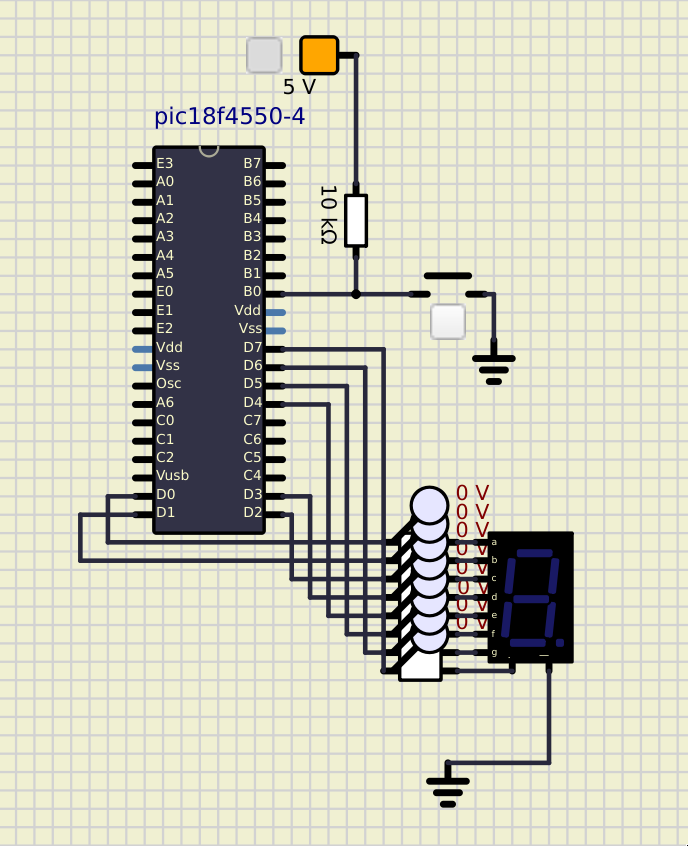 5 V
pic18f4550-4
10 kΩ
E3 B7
A0 B6
A1 B5
A2 B4
A3 B3
A4 B2
A5 B1
E0 B0
E1 Vdd
E2 Vss
Vdd D7
Vss D6
Osc D5
A6 D4
C0 C7
C1 C6
C2 C5
Vusb C4
D0 D3
D1 D2
0 V
0 V
0 V
0 V
0 V
0 V
0 V
0 V
a
b
c
d
e
f
g